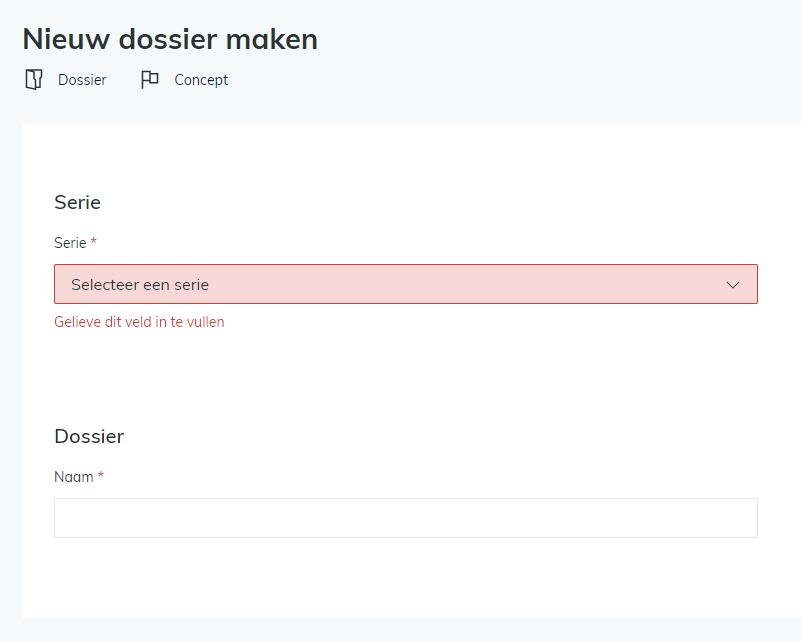 Nieuw dossier maken
Dossier Concept
Serie
Serie *
Selecteer een serie
Gelieve dit veld in te vullen
Dossier
Naam *